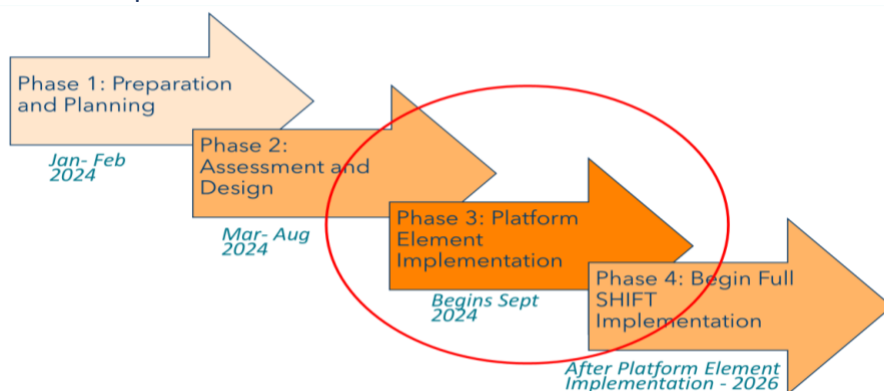 Phase 1: Preparation
and Planning
Jan- Feb
2024
Phase 2:
Assessment and
Design
Mar- Aug
2024
Phase 3: Platform
Element
Implementation
Begins Sept
2024
Phase 4: Begin Full
SHIFT
Implementation
After Platform Element
Implementation - 2026